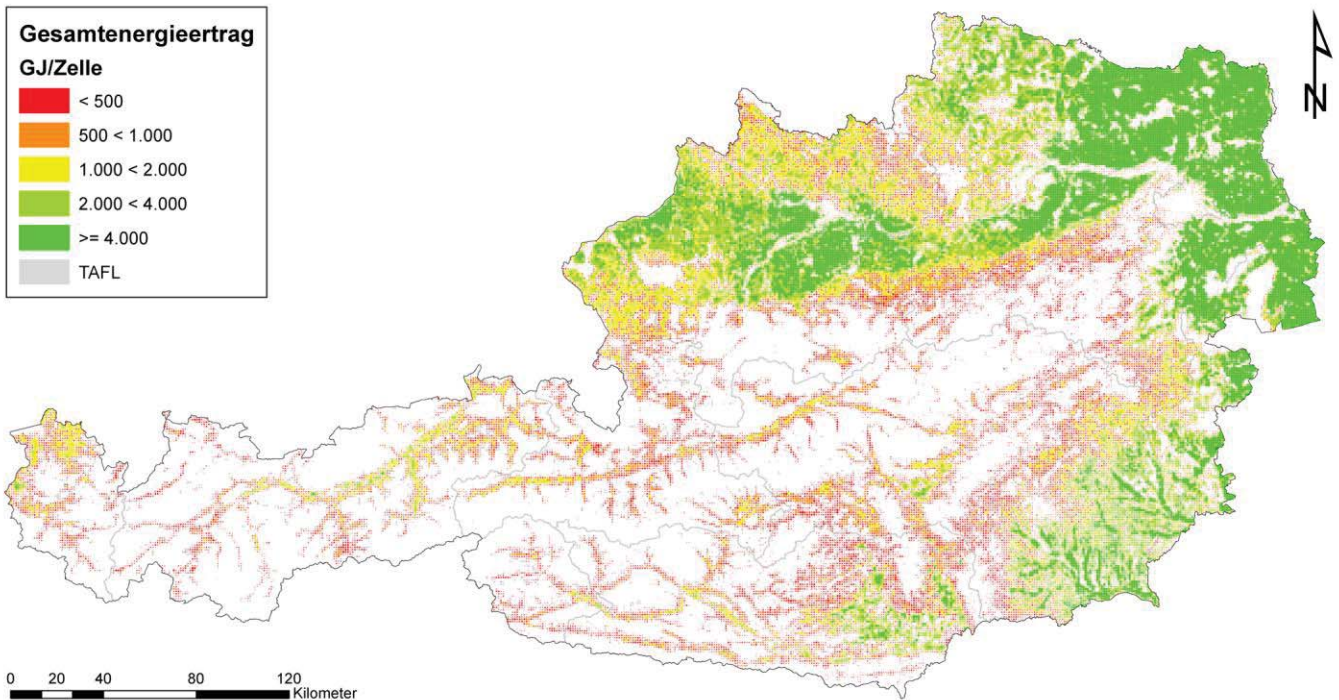 Gesamtenergieertrag
GJ/Zelle
< 500
500 < 1.000
1.000 < 2.000
2.000 < 4.000
>= 4.000
TAFL
N
0 20 40 80 120
Kilometer